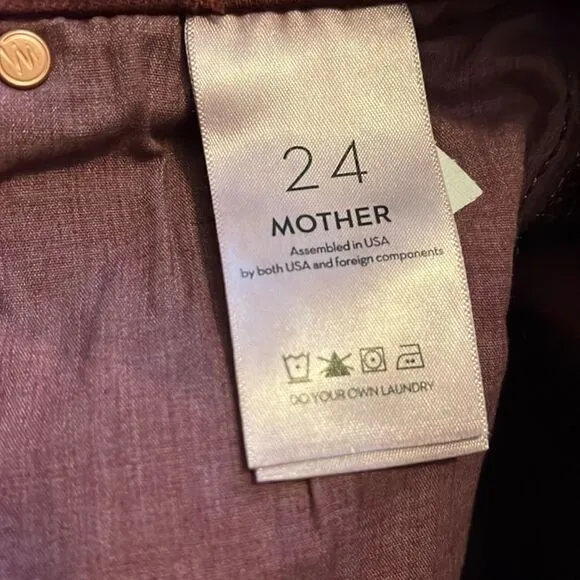 24
MOTHER
Assembled in USA
by both USA and foreign components
DO YOUR OWN LAUNDRY